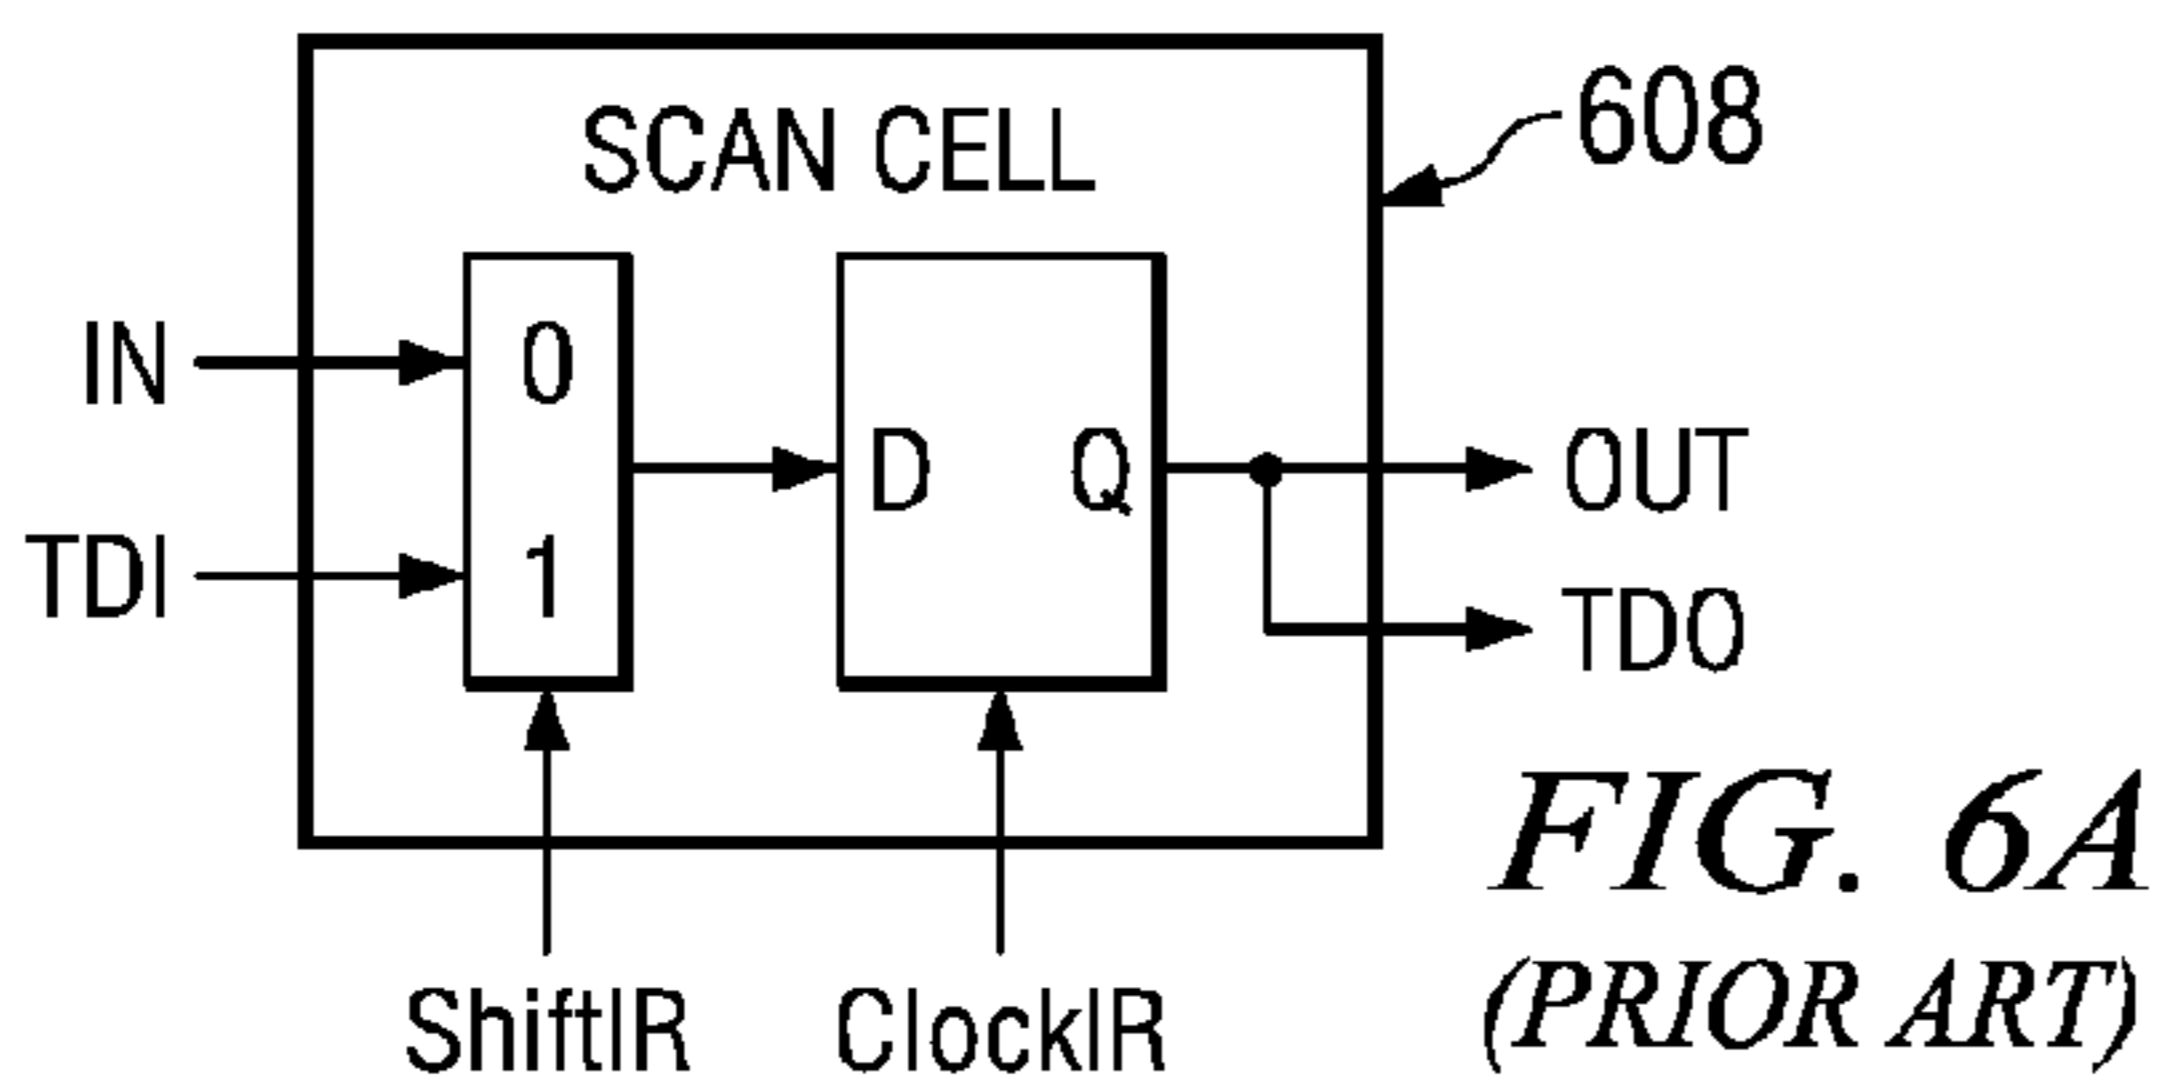 SCAN CELL
608
IN
0
D
Q
OUT
TDI
1
TDO
ShiftIR
ClockIR
FIG. 6A
(PRIOR ART)